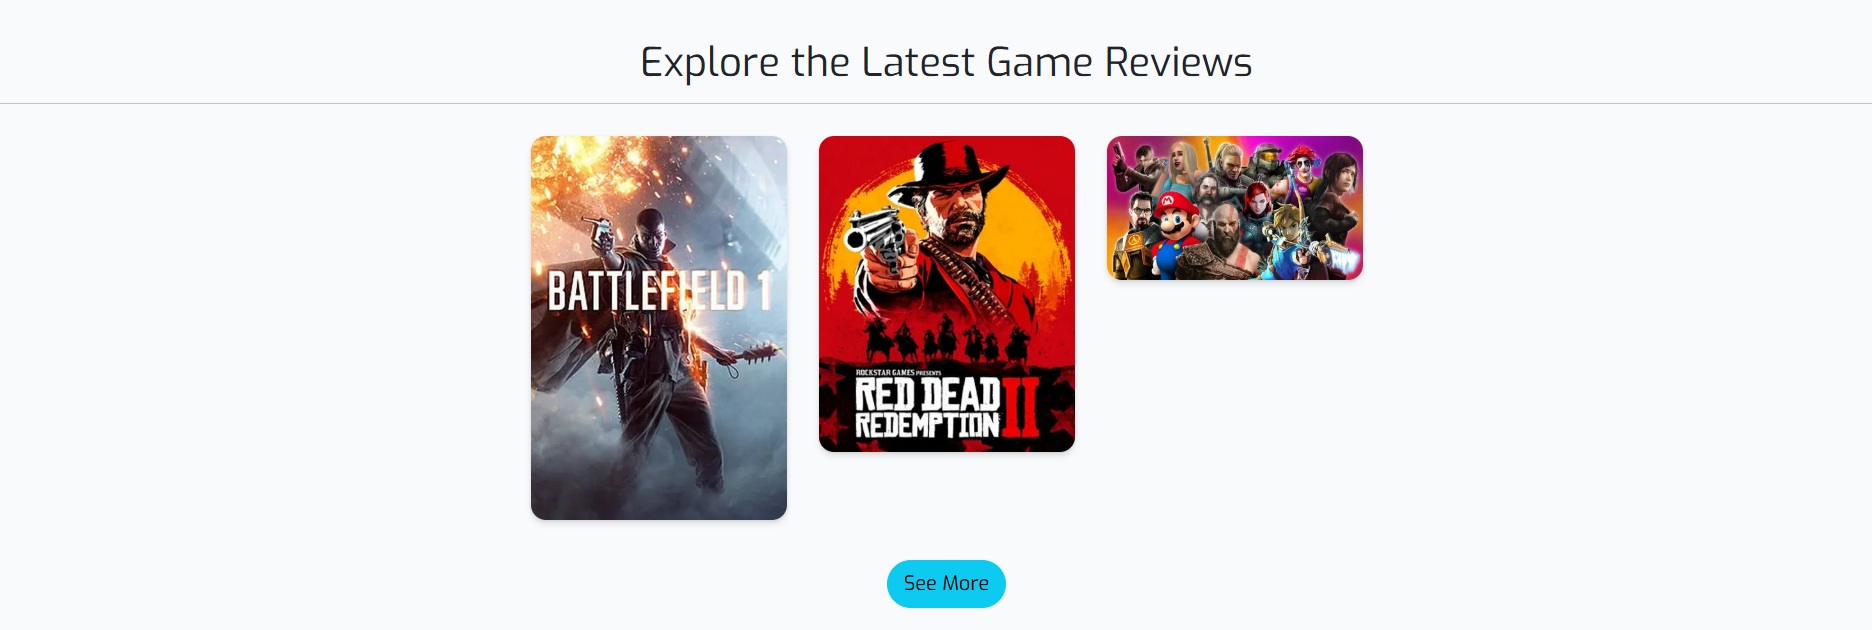 Explore the Latest Game Reviews
BATTLEFIELD 1
ROCKSTAR GAMES PRESENTS
RED DEAD
REDEMPTION II
See More